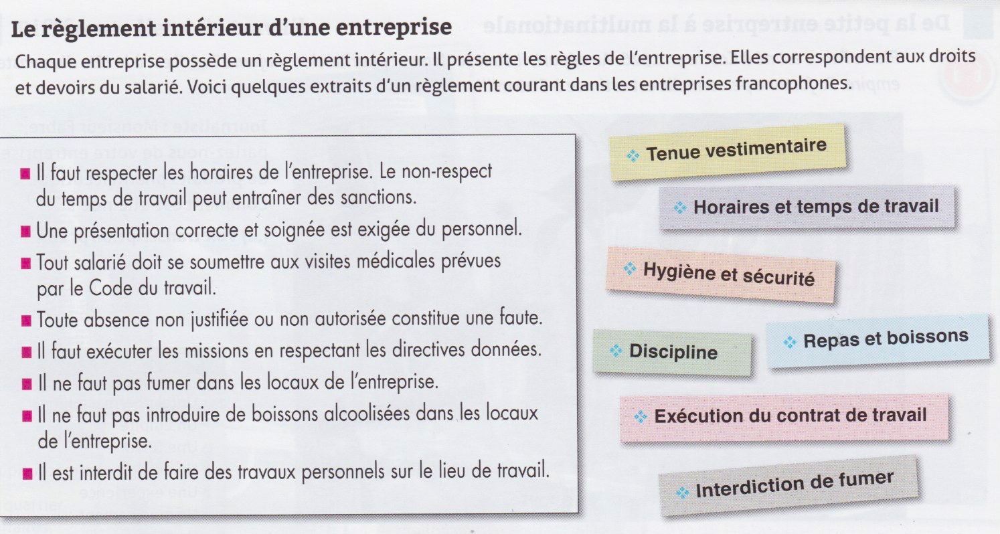 Le règlement intérieur d'une entreprise
Chaque entreprise possède un règlement intérieur. Il présente les règles de l'entreprise. Elles correspondent aux droits
et devoirs du salarié. Voici quelques extraits d'un règlement courant dans les entreprises francophones.
Il faut respecter les horaires de l'entreprise. Le non-respect
du temps de travail peut entraîner des sanctions.
Une présentation correcte et soignée est exigée du personnel.
Tout salarié doit se soumettre aux visites médicales prévues
par le Code du travail.
Toute absence non justifiée ou non autorisée constitue une faute.
Il faut exécuter les missions en respectant les directives données.
Il ne faut pas fumer dans les locaux de l'entreprise.
Il ne faut pas introduire de boissons alcoolisées dans les locaux
de l'entreprise.
Il est interdit de faire des travaux personnels sur le lieu de travail.
Tenue vestimentaire
Horaires et temps de travail
Hygiène et sécurité
Discipline
Repas et boissons
Exécution du contrat de travail
Interdiction de fumer